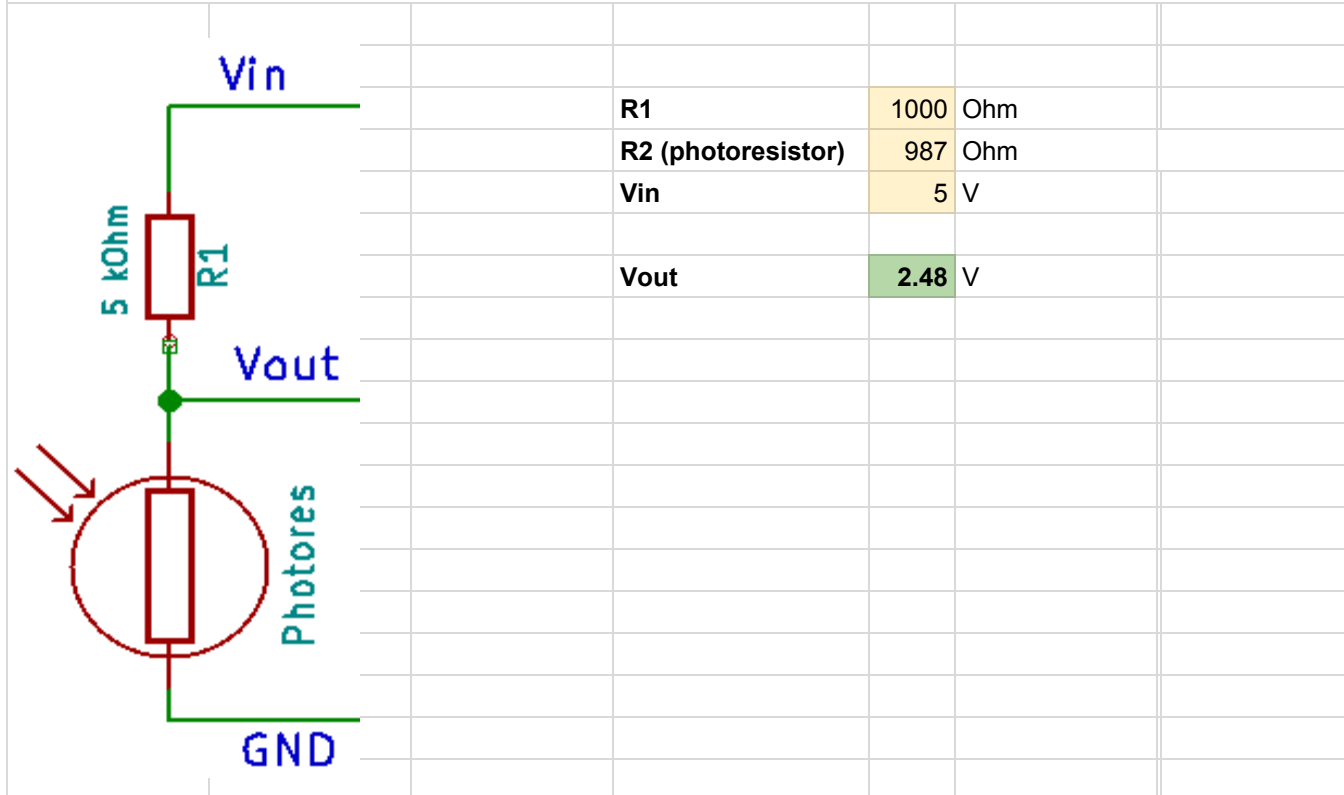 Vin
5 kOhm
R1
Vout
Photores
GND
R1 1000 Ohm
R2 (photoresistor) 987 Ohm
Vin 5 V
Vout 2.48 V